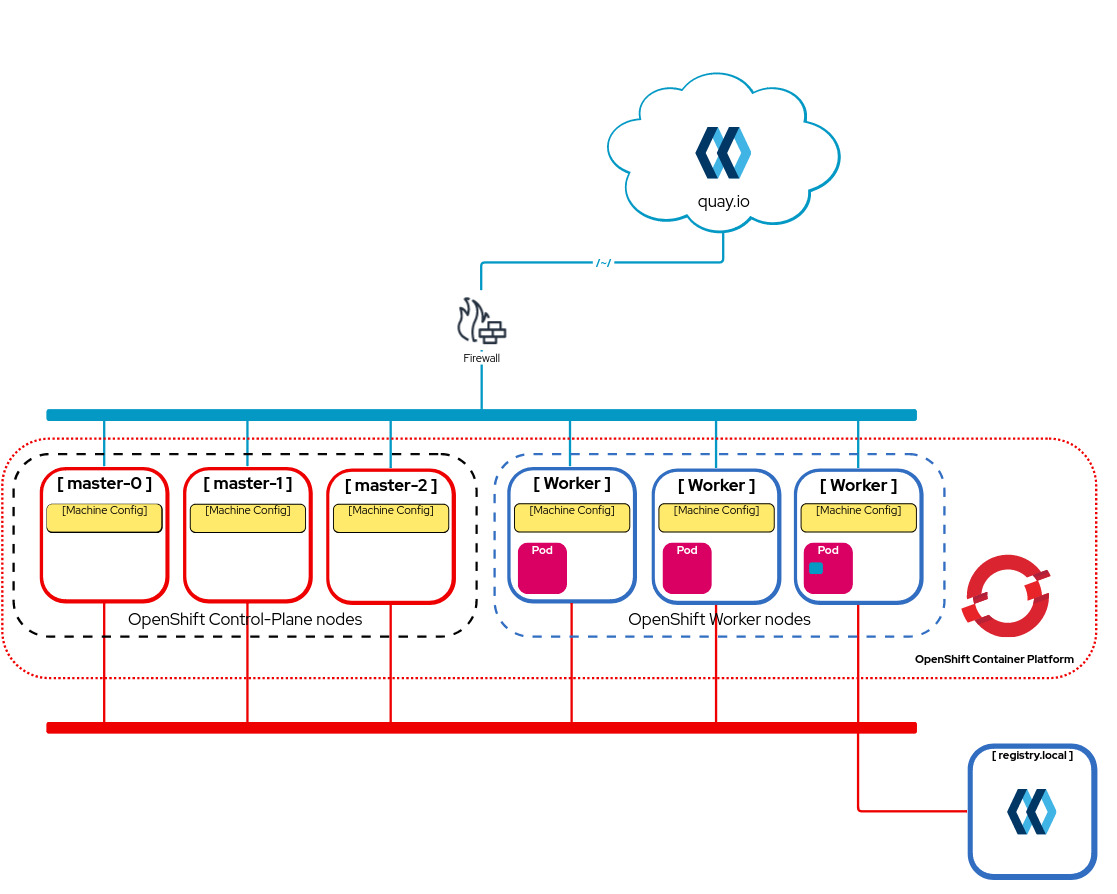 quay.io
/~/
Firewall
[ master-0 ]
[ master-1 ]
[ master-2 ]
[ Worker ]
[ Worker ]
[ Worker ]
[Machine Config]
[Machine Config]
[Machine Config]
[Machine Config]
[Machine Config]
[Machine Config]
Pod
Pod
Pod
OpenShift Control-Plane nodes
OpenShift Worker nodes
OpenShift Container Platform
[ registry.local ]